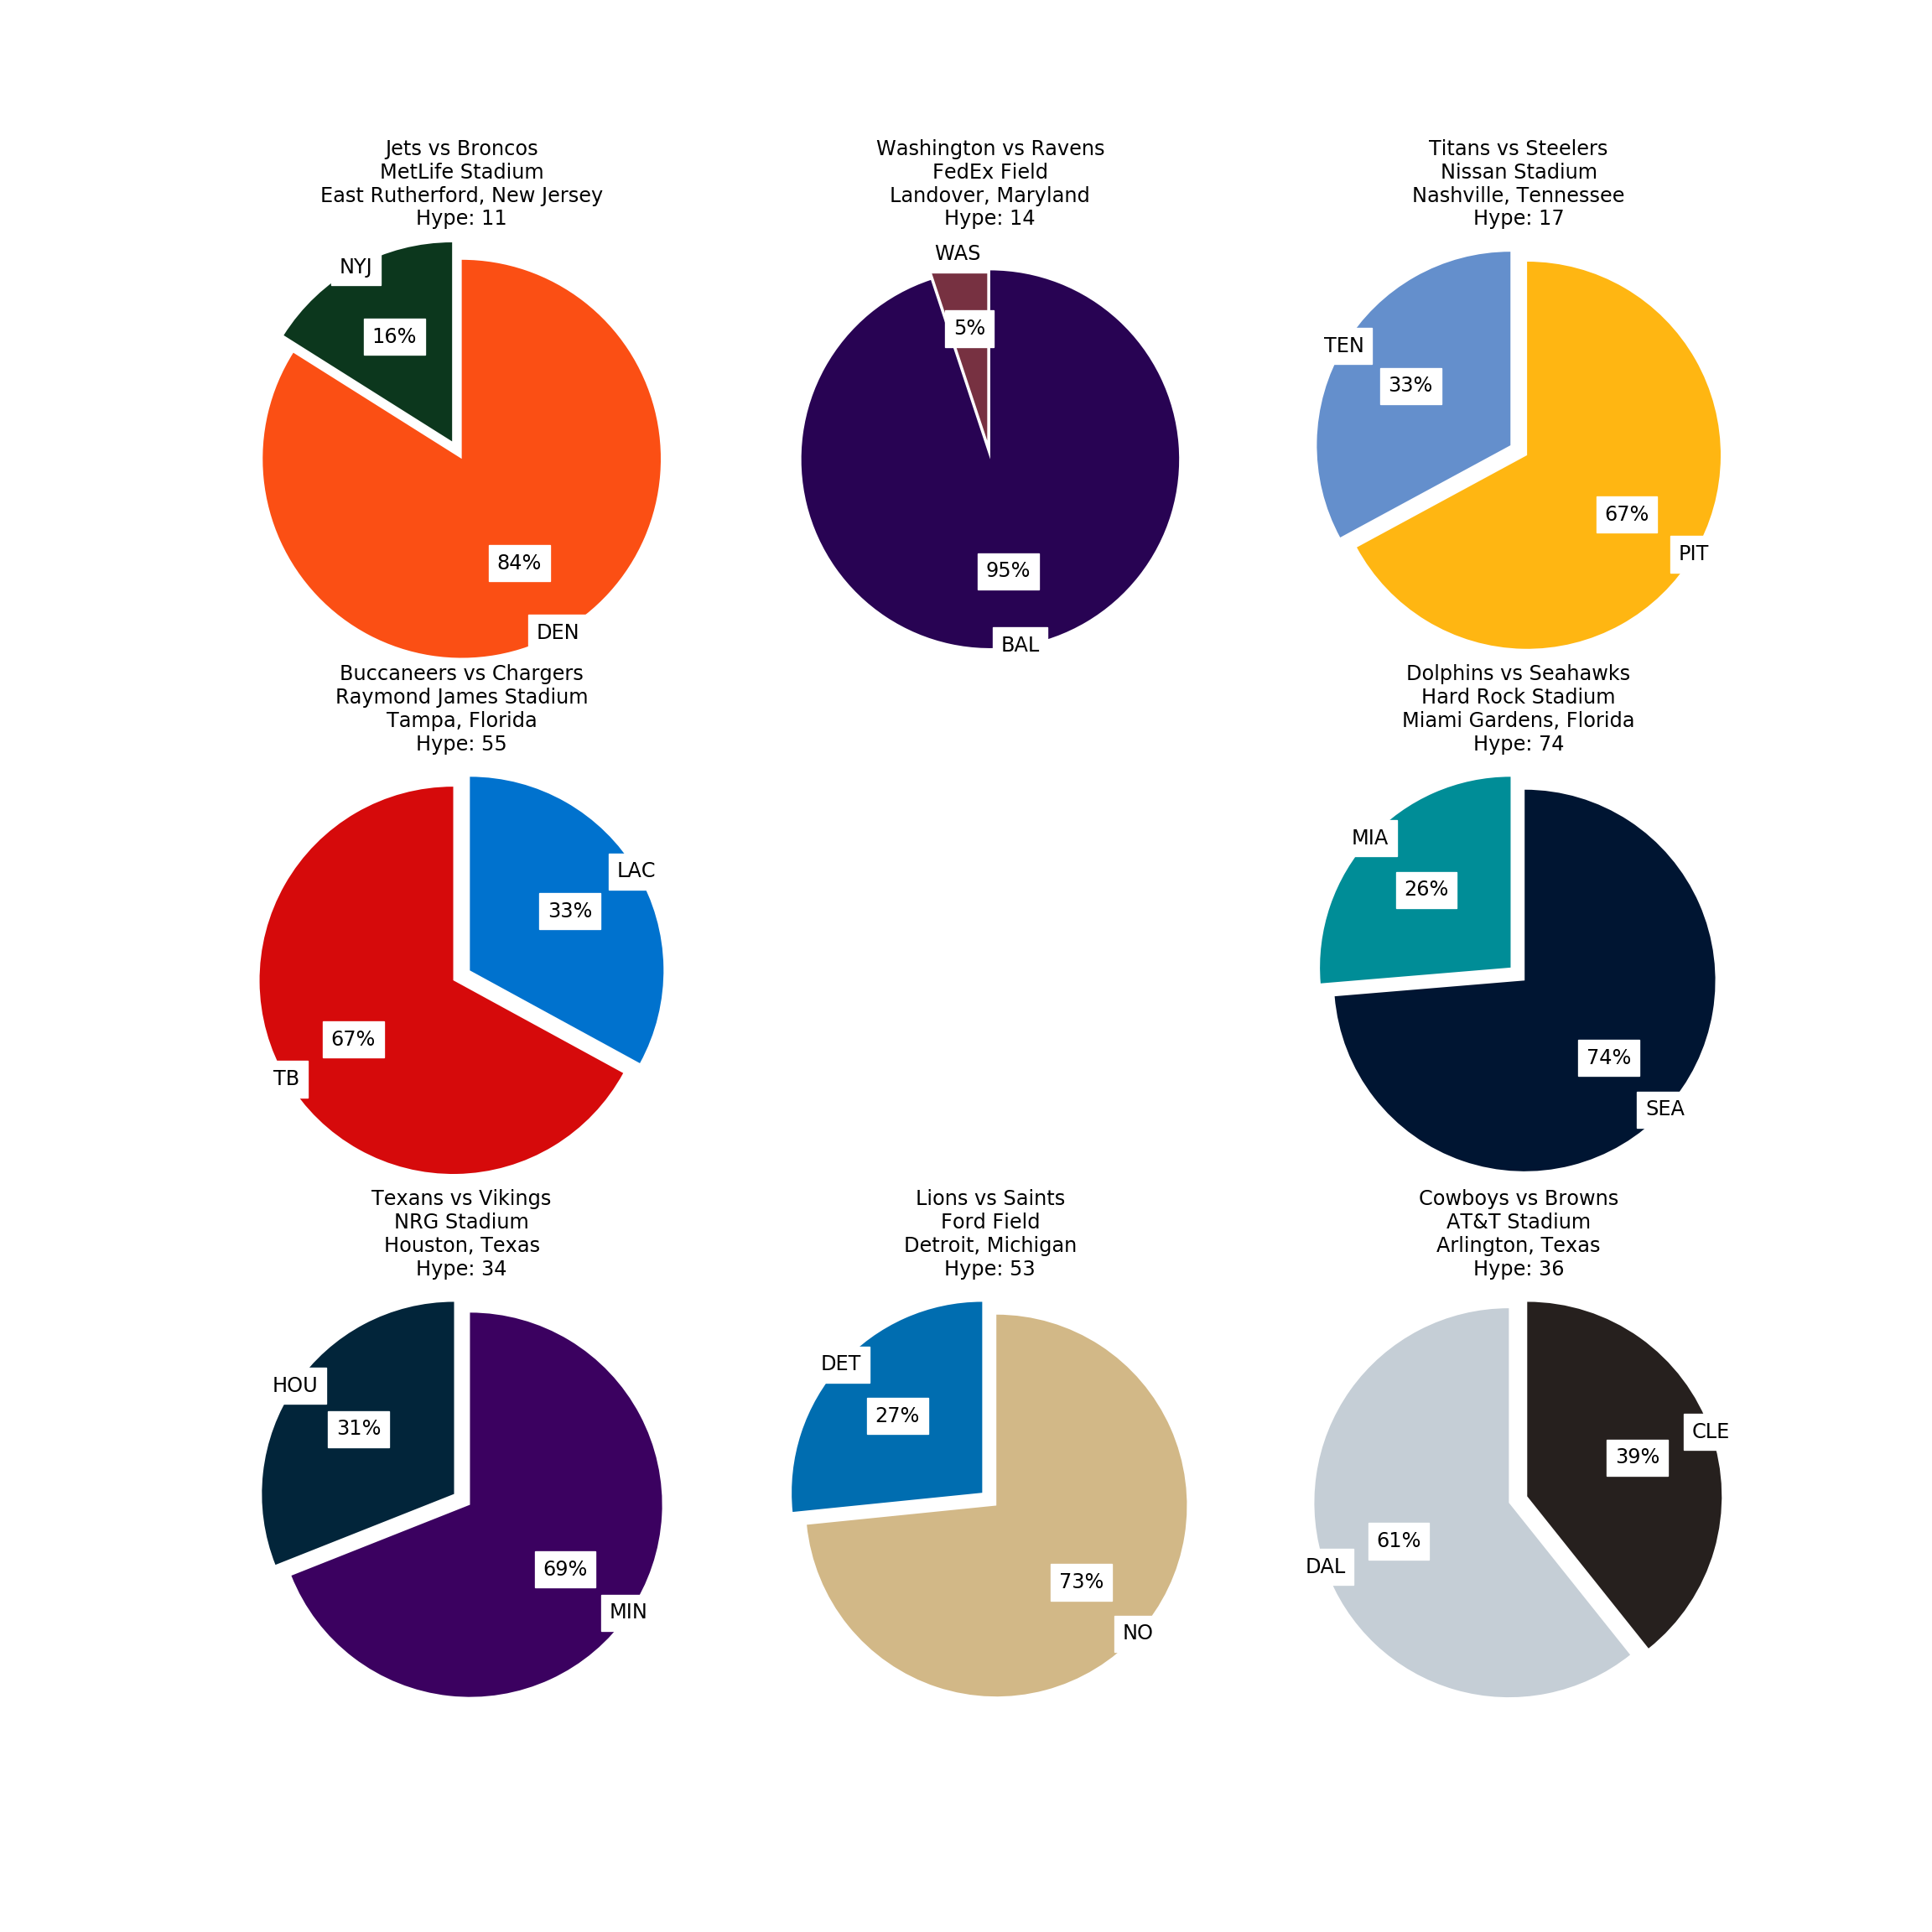 Jets vs Broncos
MetLife Stadium
East Rutherford, New Jersey
Hype: 11
NYJ
16%
84%
DEN
Washington vs Ravens
FedEx Field
Landover, Maryland
Hype: 14
WAS
5%
95%
BAL
Titans vs Steelers
Nissan Stadium
Nashville, Tennessee
Hype: 17
TEN
33%
67%
PIT
Buccaneers vs Chargers
Raymond James Stadium
Tampa, Florida
Hype: 55
LAC
33%
67%
TB
Dolphins vs Seahawks
Hard Rock Stadium
Miami Gardens, Florida
Hype: 74
MIA
26%
74%
SEA
Texans vs Vikings
NRG Stadium
Houston, Texas
Hype: 34
HOU
31%
69%
MIN
Lions vs Saints
Ford Field
Detroit, Michigan
Hype: 53
DET
27%
73%
NO
Cowboys vs Browns
AT&T Stadium
Arlington, Texas
Hype: 36
CLE
39%
61%
DAL